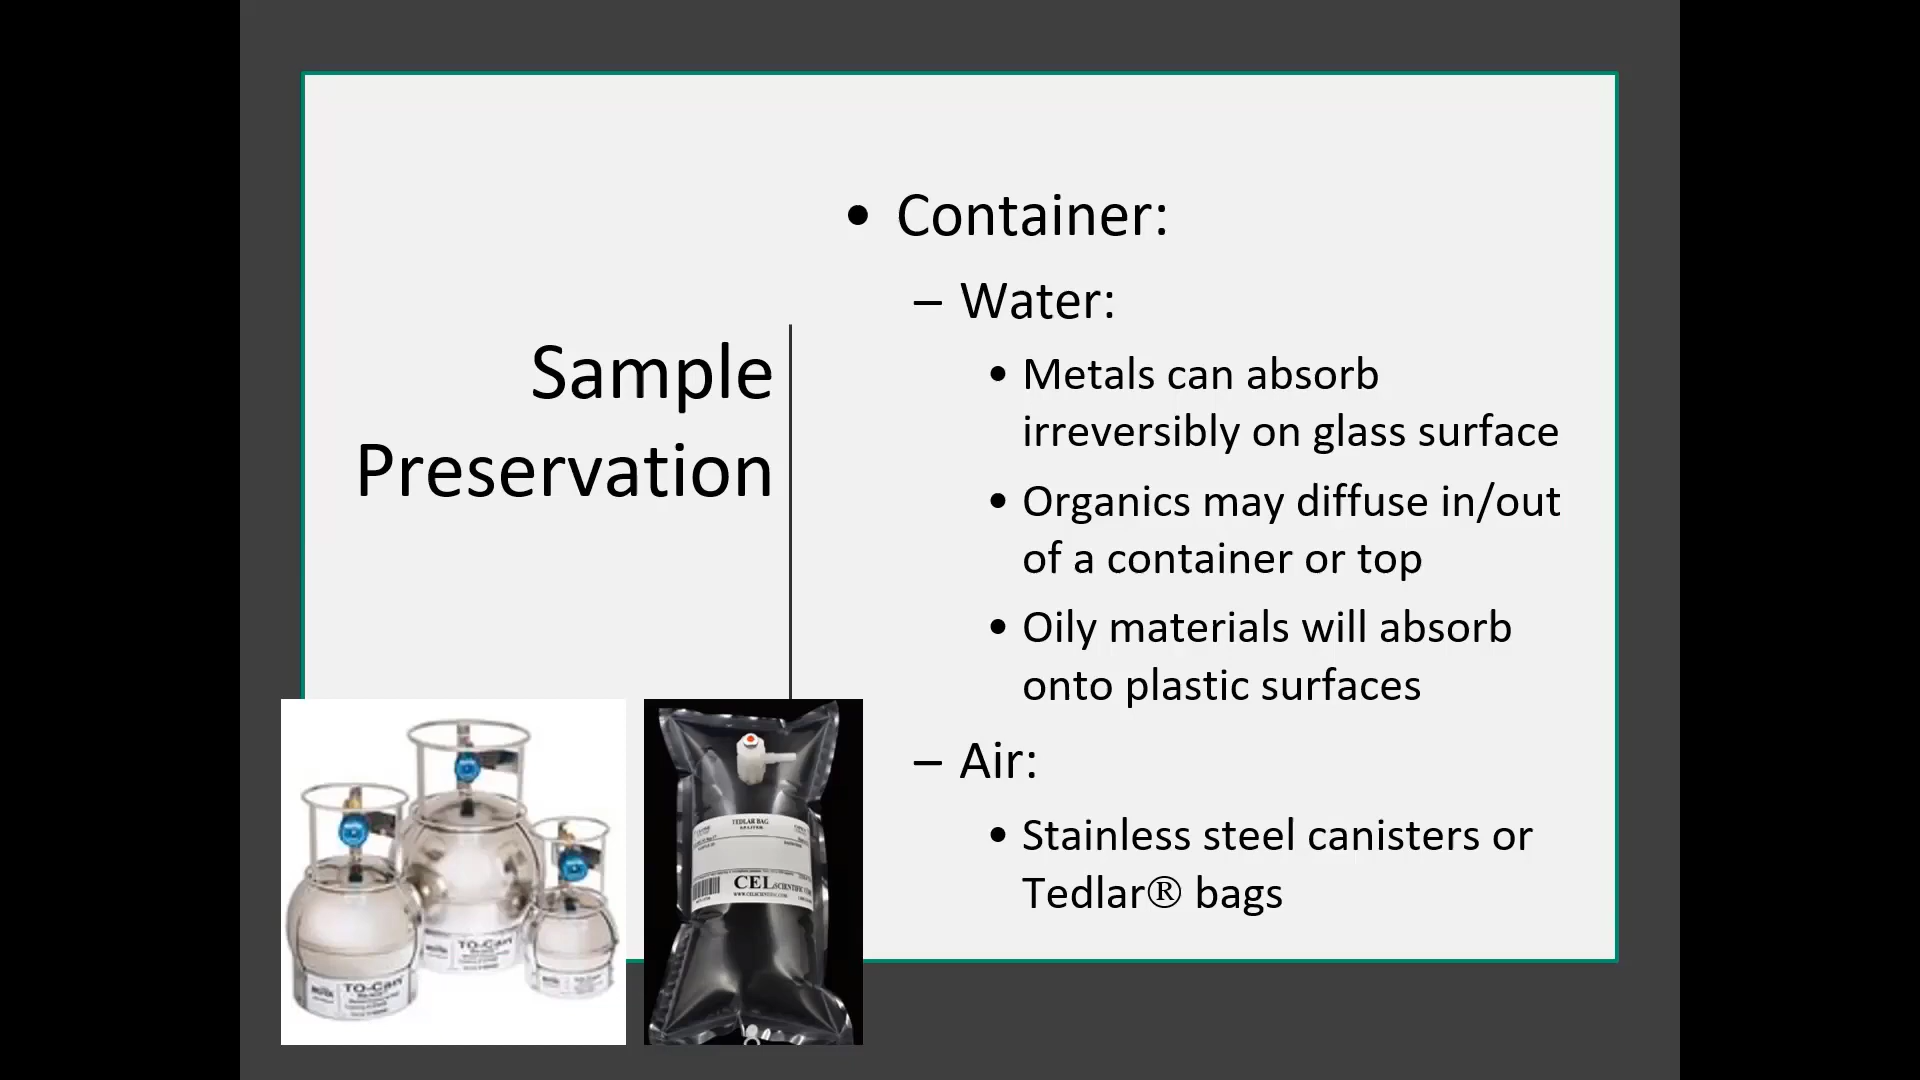 Sample
Preservation
• Container:
– Water:
• Metals can absorb
irreversibly on glass surface
• Organics may diffuse in/out
of a container or top
• Oily materials will absorb
onto plastic surfaces
– Air:
• Stainless steel canisters or
Tedlar® bags
TO-Can
TO-Can
TEDLAR BAG
CEL SCIENTIFIC
WWW.CELSCIENTIFIC.COM